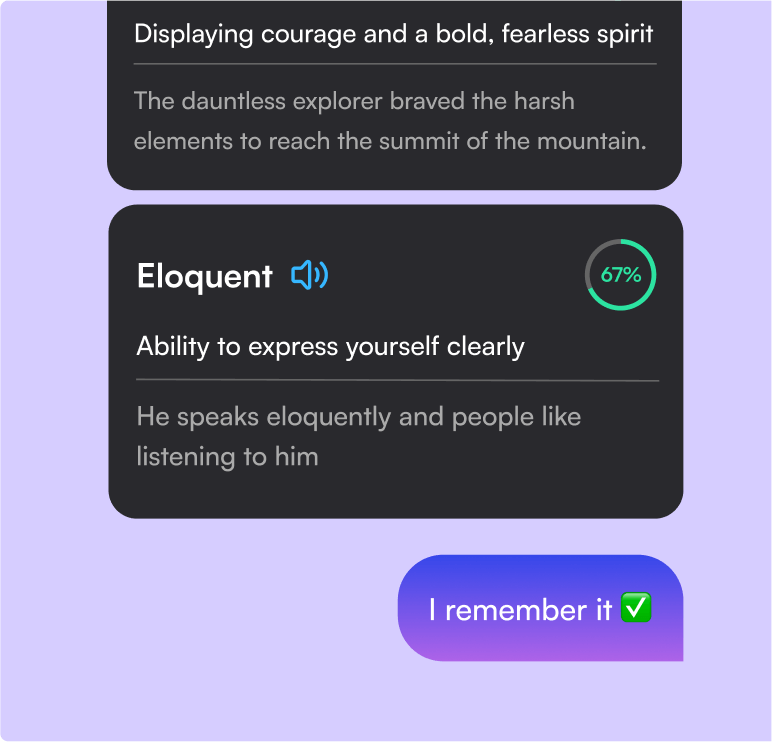 Displaying courage and a bold, fearless spirit
The dauntless explorer braved the harsh
elements to reach the summit of the mountain.
Eloquent
67%
Ability to express yourself clearly
He speaks eloquently and people like
listening to him
I remember it ✅